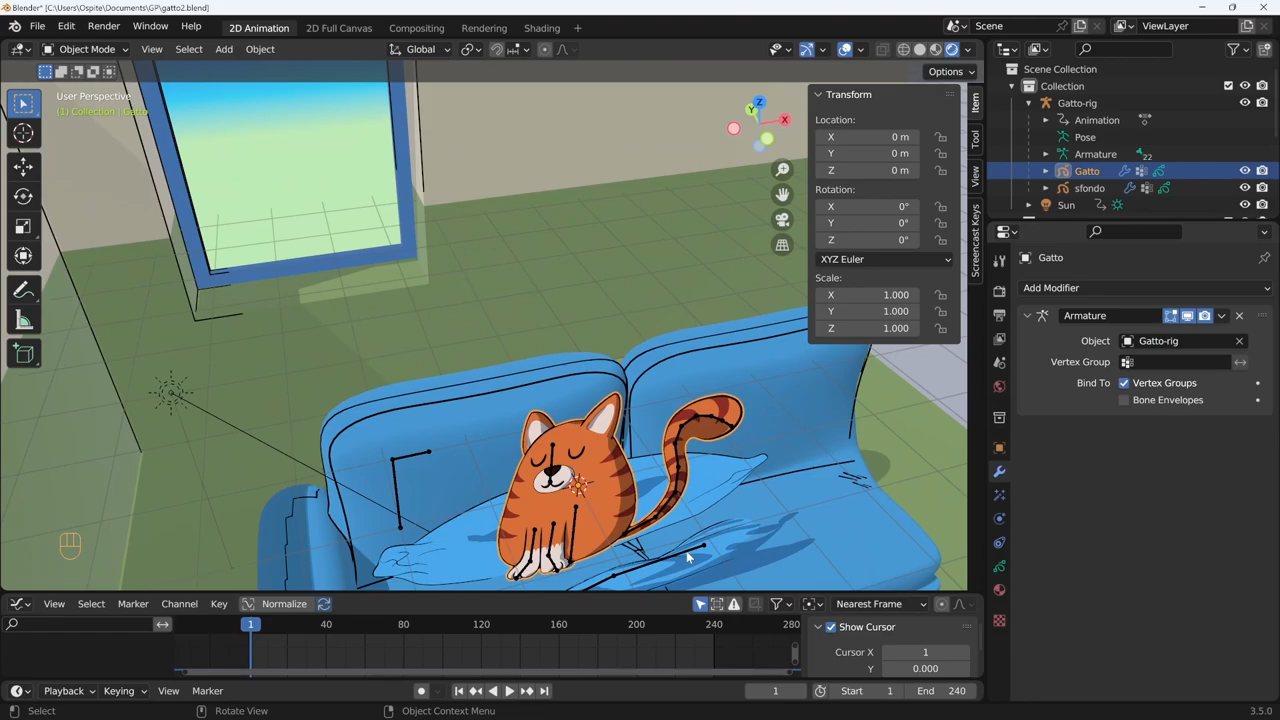 Blender* [C:\Users\Ospite\Documents\GP\gatto2.blend]
File Edit Render Window Help 2D Animation 2D Full Canvas Compositing Rendering Shading + Scene ViewLayer
Object Mode View Select Add Object Global
Options
User Perspective
(1) Collection | Gatto
Z
Y
X
Transform
Location:
X 0 m
Y 0 m
Z 0 m
Rotation:
X 0°
Y 0°
Z 0°
XYZ Euler
Scale:
X 1.000
Y 1.000
Z 1.000
Item
Tool
View
Screencast Keys
Scene Collection
Collection
Gatto-rig
Animation
Pose
Armature 22
Gatto
sfondo
Sun
Gatto
Add Modifier
Armature
Object Gatto-rig
Vertex Group
Bind To Vertex Groups
Bone Envelopes
View Select Marker Channel Key Normalize Nearest Frame
1 40 80 120 160 200 240 280
Show Cursor
Cursor X 1
Y 0.000
Playback Keying View Marker 1 Start 1 End 240
Select Rotate View Object Context Menu 3.5.0